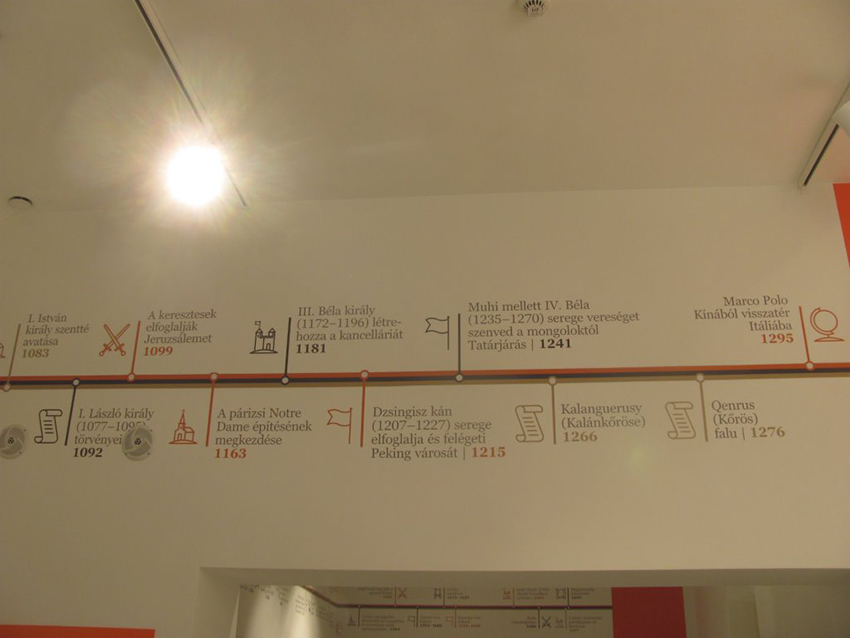 I. István
király szentté
avatása
1083
A keresztesek
elfoglalják
Jeruzsálemet
1099
III. Béla király
(1172–1196) létre-
hozza a kancelláriát
1181
Muhi mellett IV. Béla
(1235–1270) serege vereséget
szenved a mongoloktól
Tatárjárás | 1241
Marco Polo
Kínából visszatér
Itáliába
1295
I. László király
(1077–1095)
törvényei
1092
A párizsi Notre
Dame építésének
megkezdése
1163
Dzsingisz kán
(1207–1227) serege
elfoglalja és felégeti
Peking városát | 1215
Kalanguerusy
(Kalánkőröse)
1266
Qenrus
(Kőrös)
falu | 1276